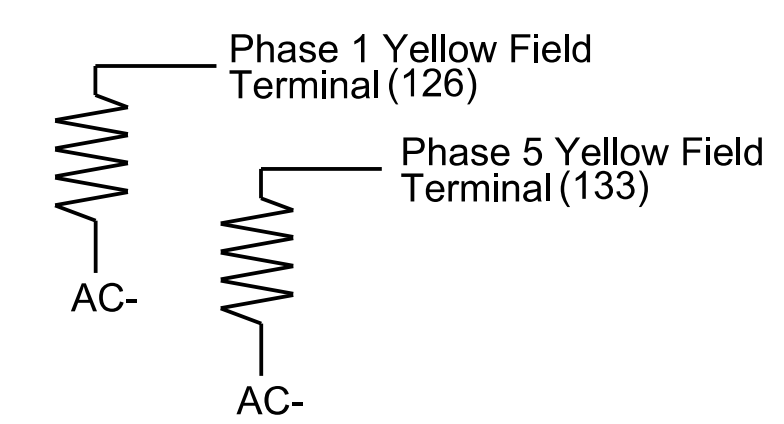 Phase 1 Yellow Field
Terminal (126)
AC-
Phase 5 Yellow Field
Terminal (133)
AC-